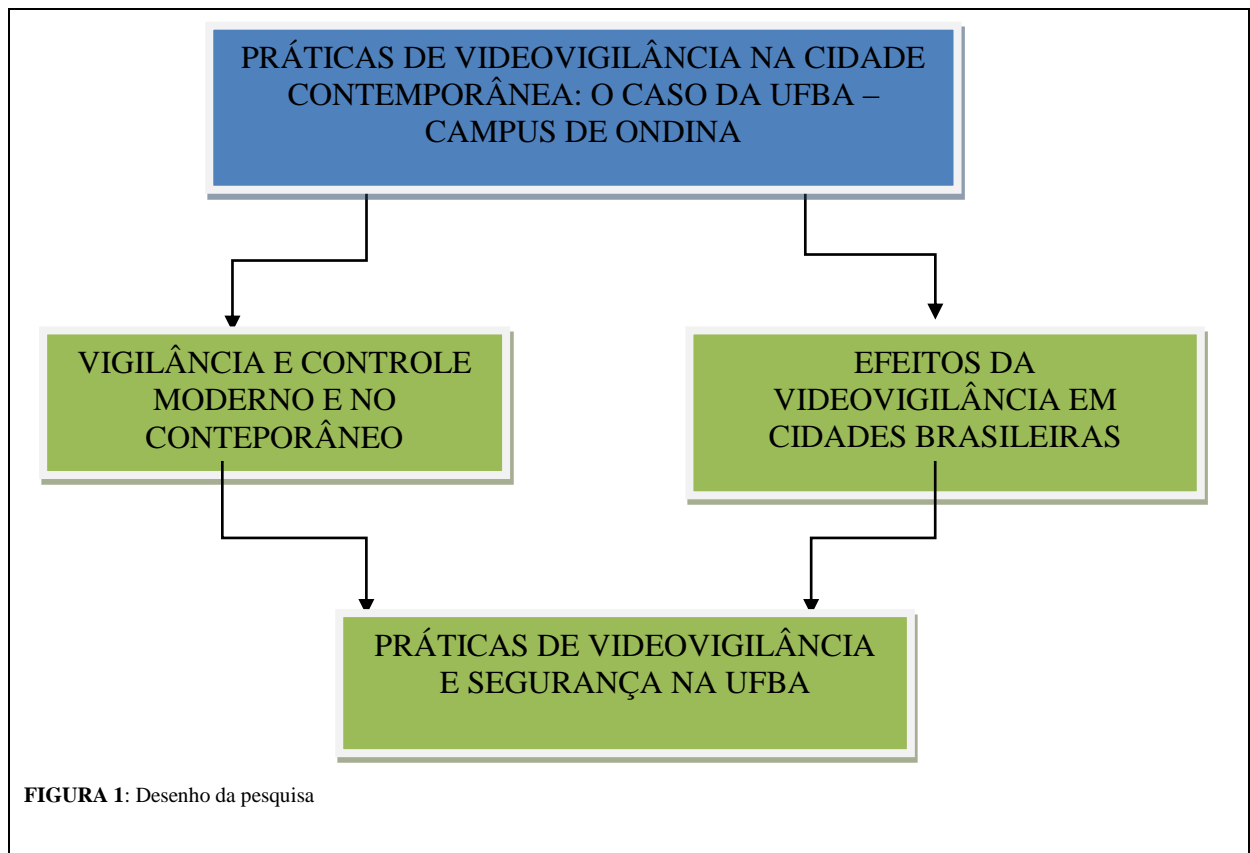 PRÁTICAS DE VIDEOVIGILÂNCIA NA CIDADE
CONTEMPORÂNEA: O CASO DA UFBA –
CAMPUS DE ONDINA
VIGILÂNCIA E CONTROLE
MODERNO E NO
CONTEPORÂNEO
EFEITOS DA
VIDEOVIGILÂNCIA EM
CIDADES BRASILEIRAS
PRÁTICAS DE VIDEOVIGILÂNCIA
E SEGURANÇA NA UFBA
FIGURA 1: Desenho da pesquisa